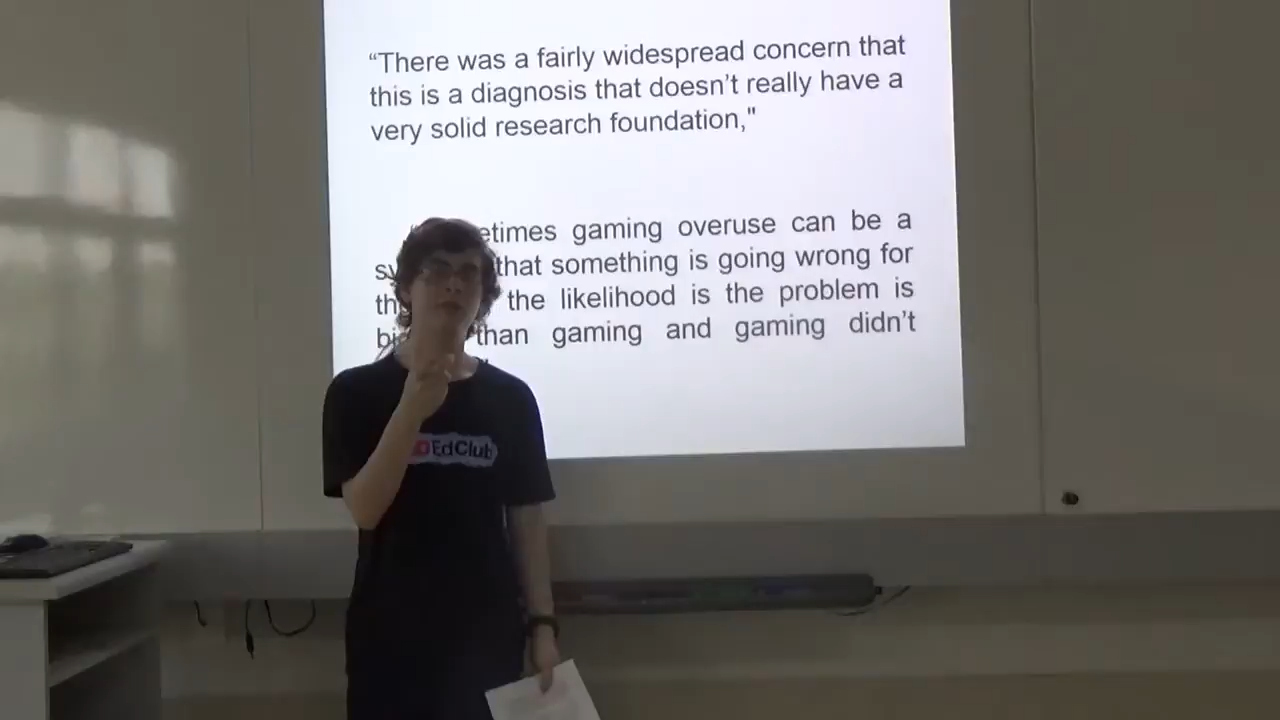 “There was a fairly widespread concern that
this is a diagnosis that doesn’t really have a
very solid research foundation,"
gaming overuse can be a
that something is going wrong for
the likelihood is the problem is
than gaming and gaming didn’t
EdClub